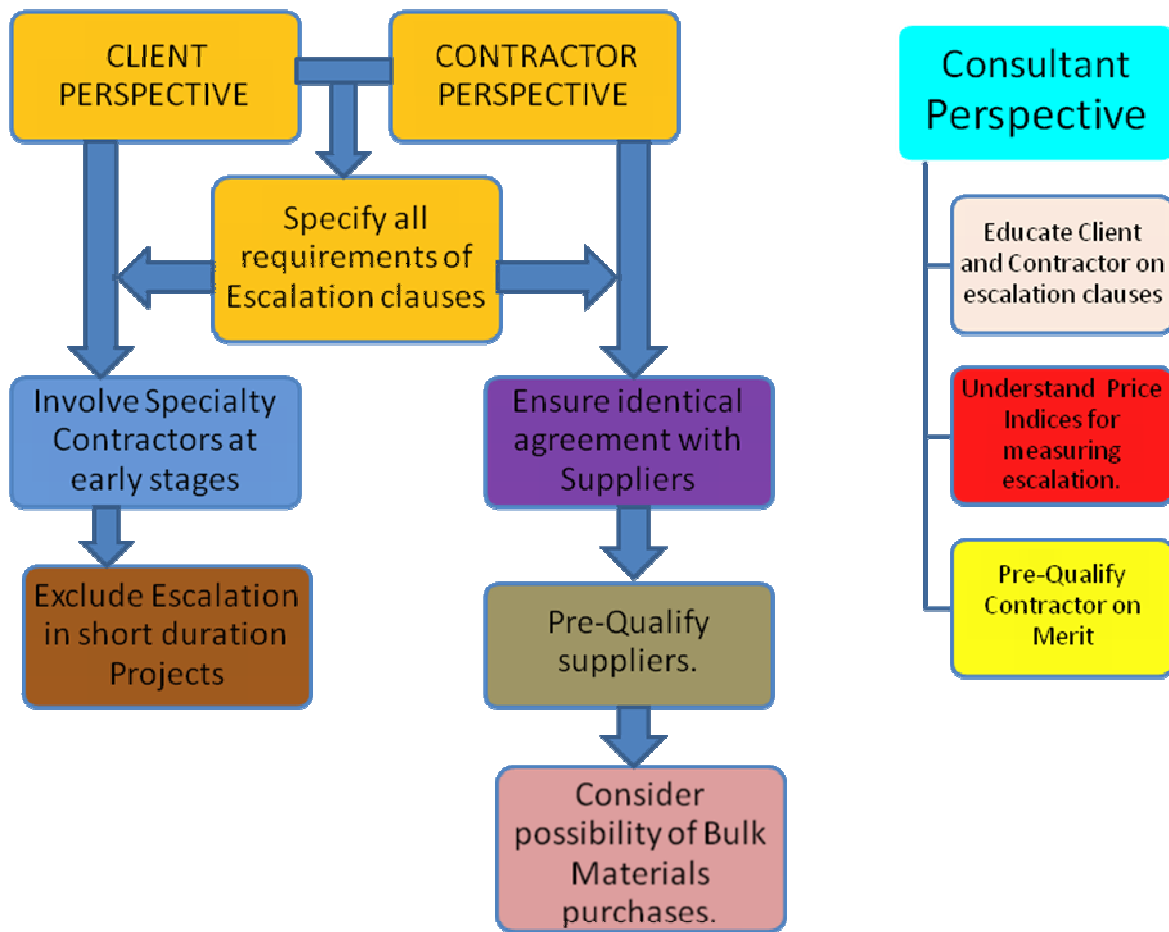 CLIENT
PERSPECTIVE
CONTRACTOR
PERSPECTIVE
Specify all
requirements of
Escalation clauses
Involve Specialty
Contractors at
early stages
Exclude Escalation
in short duration
Projects
Ensure identical
agreement with
Suppliers
Pre-Qualify
suppliers.
Consider
possibility of Bulk
Materials
purchases.
Consultant
Perspective
Educate Client
and Contractor on
escalation clauses
Understand Price
Indices for
measuring
escalation.
Pre-Qualify
Contractor on
Merit